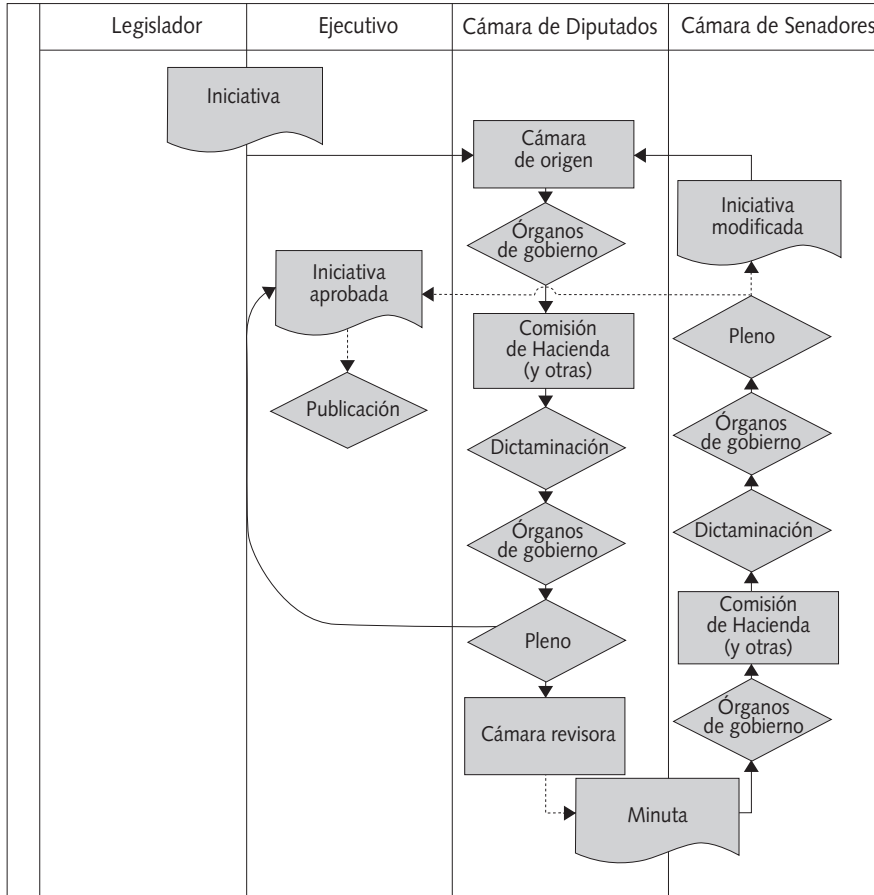 Legislador
Ejecutivo
Cámara de Diputados
Cámara de Senadores
Iniciativa
Cámara
de origen
Órganos
de gobierno
Iniciativa
modificada
Iniciativa
aprobada
Comisión
de Hacienda
(y otras)
Pleno
Publicación
Órganos
de gobierno
Dictaminación
Órganos
de gobierno
Dictaminación
Comisión
de Hacienda
(y otras)
Pleno
Órganos
de gobierno
Cámara revisora
Minuta